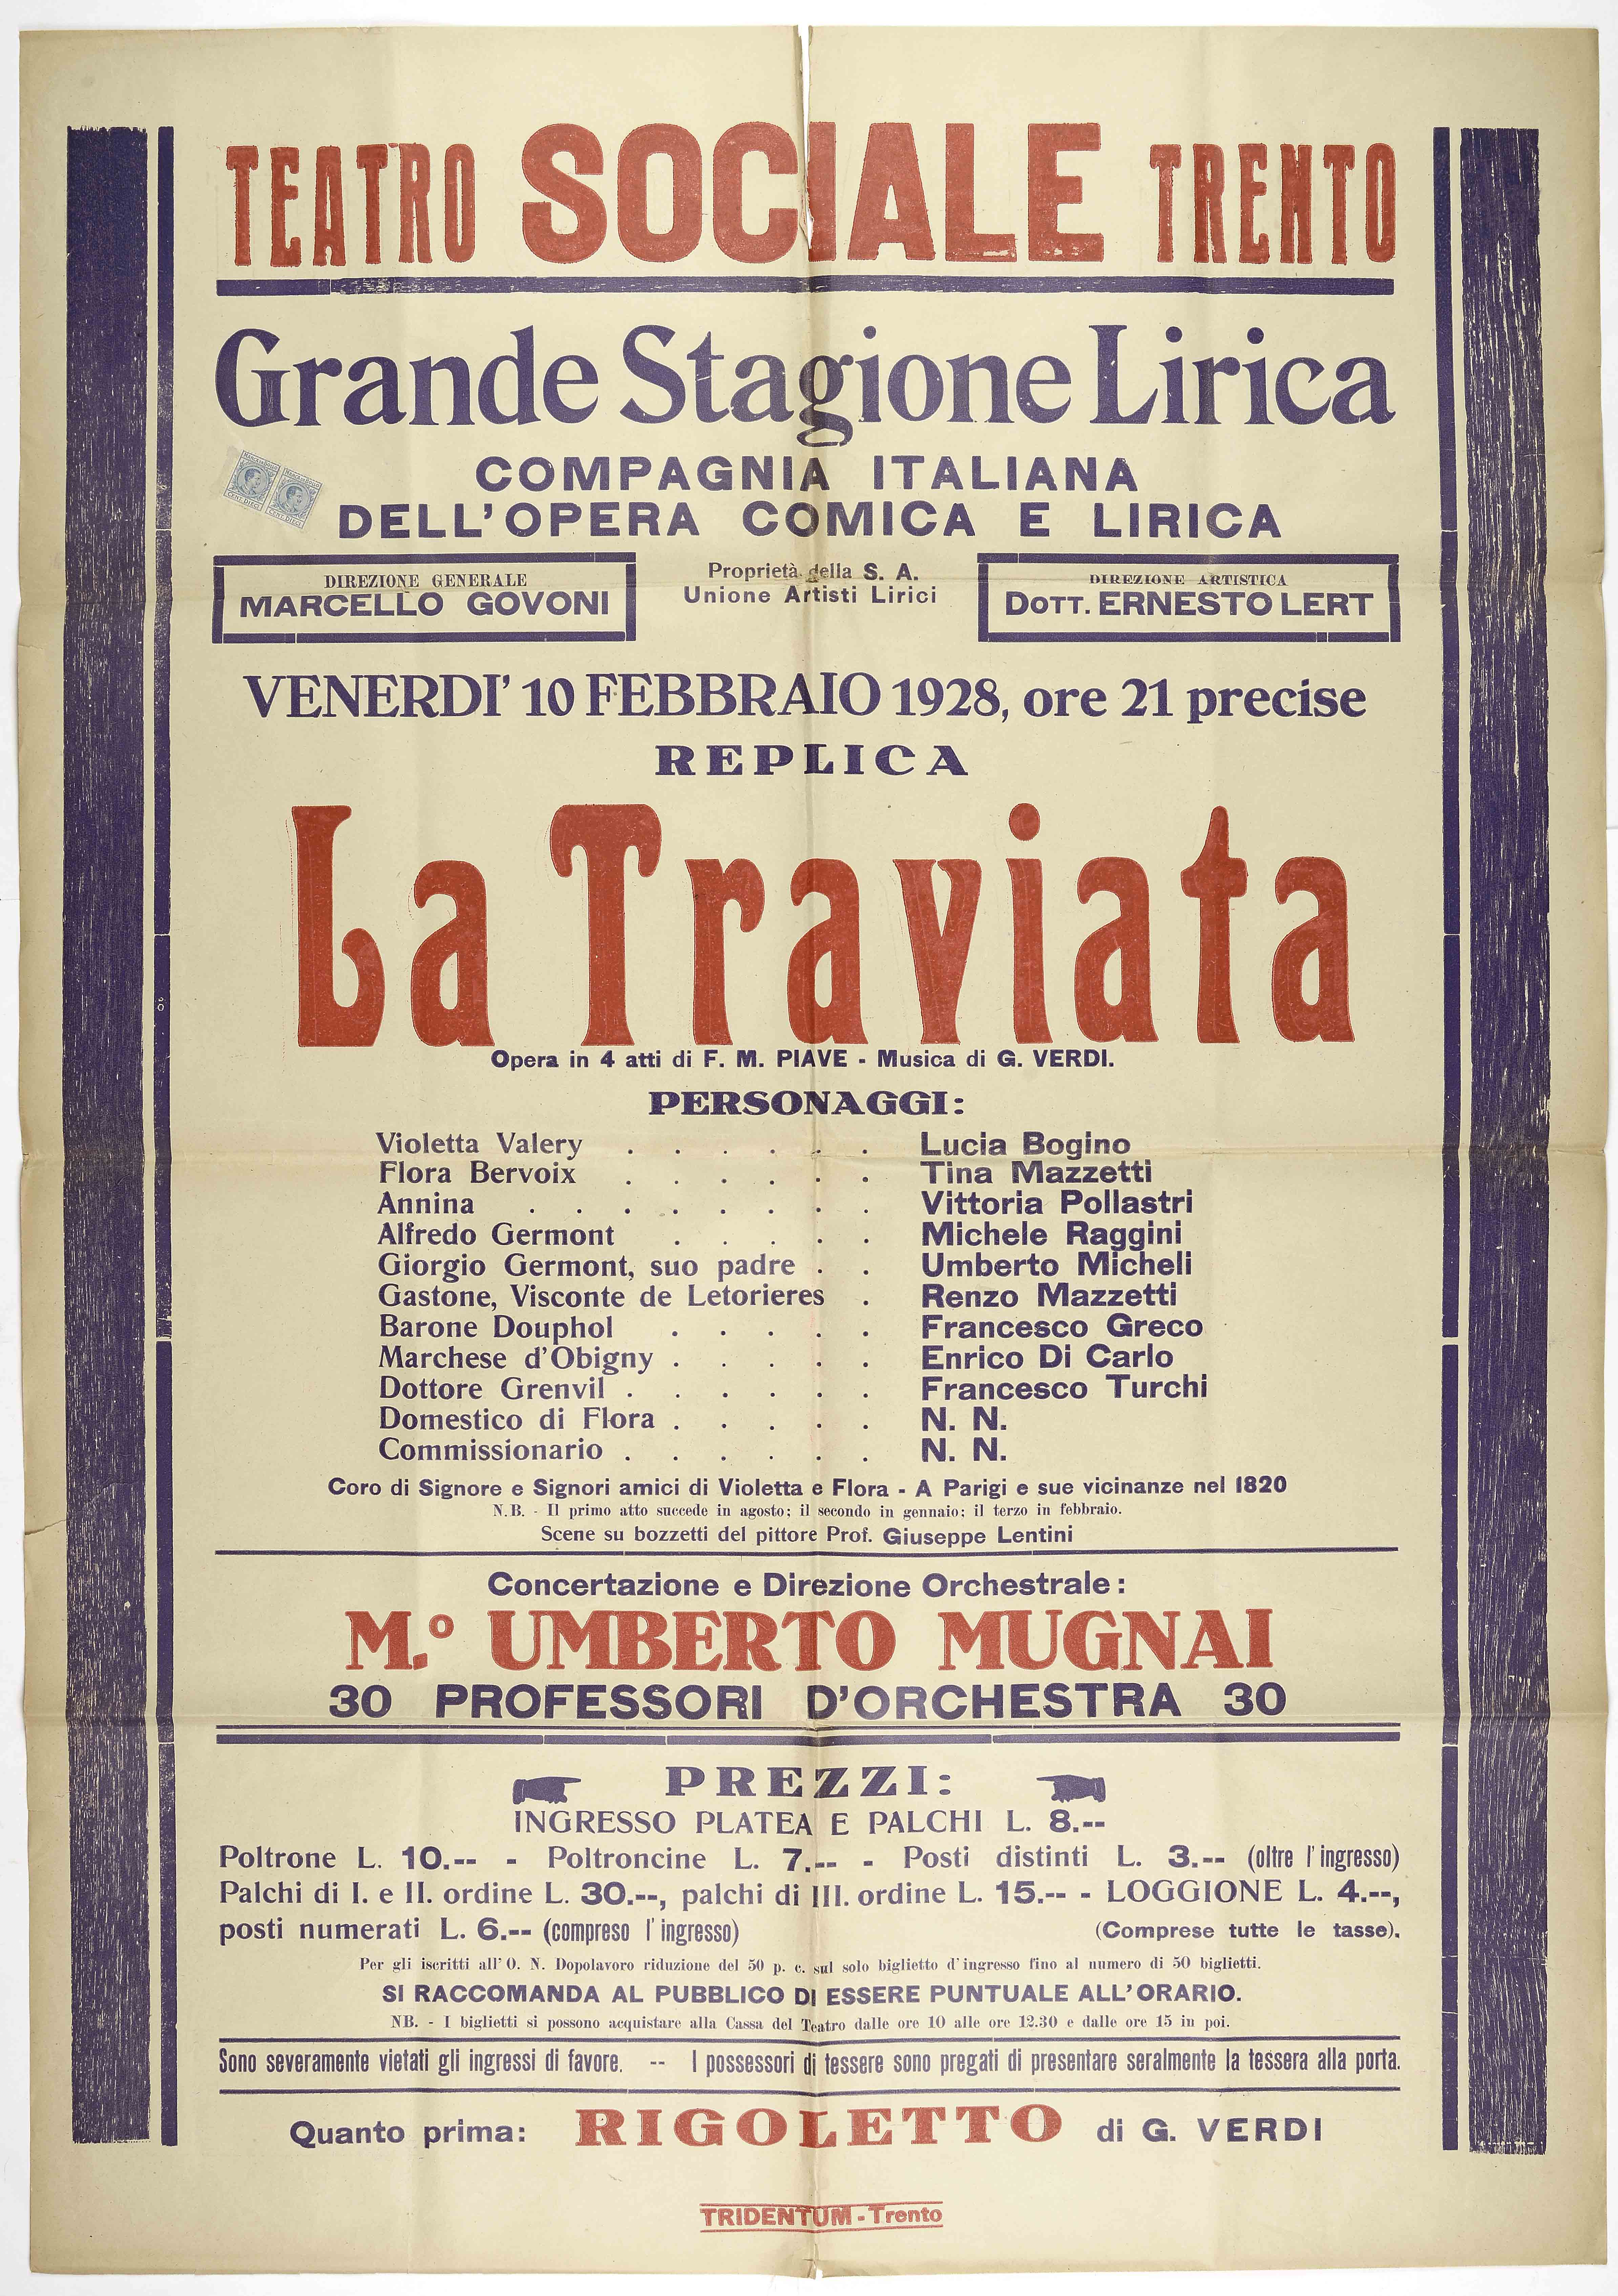 TEATRO SOCIALE TRENTO
Grande Stagione Lirica
COMPAGNIA ITALIANA
DELL'OPERA COMICA E LIRICA
MARCA DA BOLLO MARCA DA BOLLO
CENT. DIECI CENT. DIECI
DIREZIONE GENERALE
MARCELLO GOVONI
Proprietà della S. A.
Unione Artisti Lirici
DIREZIONE ARTISTICA
DOTT. ERNESTO LERT
VENERDI' 10 FEBBRAIO 1928, ore 21 precise
REPLICA
La Traviata
Opera in 4 atti di F. M. PIAVE - Musica di G. VERDI.
PERSONAGGI:
Violetta Valery . . . . . . Lucia Bogino
Flora Bervoix . . . . . . Tina Mazzetti
Annina . . . . . . . . Vittoria Pollastri
Alfredo Germont . . . . . Michele Raggini
Giorgio Germont, suo padre . . Umberto Micheli
Gastone, Visconte de Letorieres . Renzo Mazzetti
Barone Douphol . . . . . Francesco Greco
Marchese d'Obigny . . . . . Enrico Di Carlo
Dottore Grenvil . . . . . . Francesco Turchi
Domestico di Flora . . . . . N. N.
Commissionario . . . . . . N. N.
Coro di Signore e Signori amici di Violetta e Flora - A Parigi e sue vicinanze nel 1820
N.B. - Il primo atto succede in agosto; il secondo in gennaio; il terzo in febbraio.
Scene su bozzetti del pittore Prof. Giuseppe Lentini
Concertazione e Direzione Orchestrale:
M.º UMBERTO MUGNAI
30 PROFESSORI D'ORCHESTRA 30
PREZZI:
INGRESSO PLATEA E PALCHI L. 8.--
Poltrone L. 10.-- - Poltroncine L. 7.-- - Posti distinti L. 3.-- (oltre l'ingresso)
Palchi di I. e II. ordine L. 30.--, palchi di III. ordine L. 15.-- - LOGGIONE L. 4.--,
posti numerati L. 6.-- (compreso l'ingresso) (Comprese tutte le tasse).
Per gli iscritti all'O. N. Dopolavoro riduzione del 50 p. c. sul solo biglietto d'ingresso fino al numero di 50 biglietti.
SI RACCOMANDA AL PUBBLICO DI ESSERE PUNTUALE ALL'ORARIO.
NB. - I biglietti si possono acquistare alla Cassa del Teatro dalle ore 10 alle ore 12.30 e dalle ore 15 in poi.
Sono severamente vietati gli ingressi di favore. -- I possessori di tessere sono pregati di presentare seralmente la tessera alla porta.
Quanto prima: RIGOLETTO di G. VERDI
TRIDENTUM - Trento